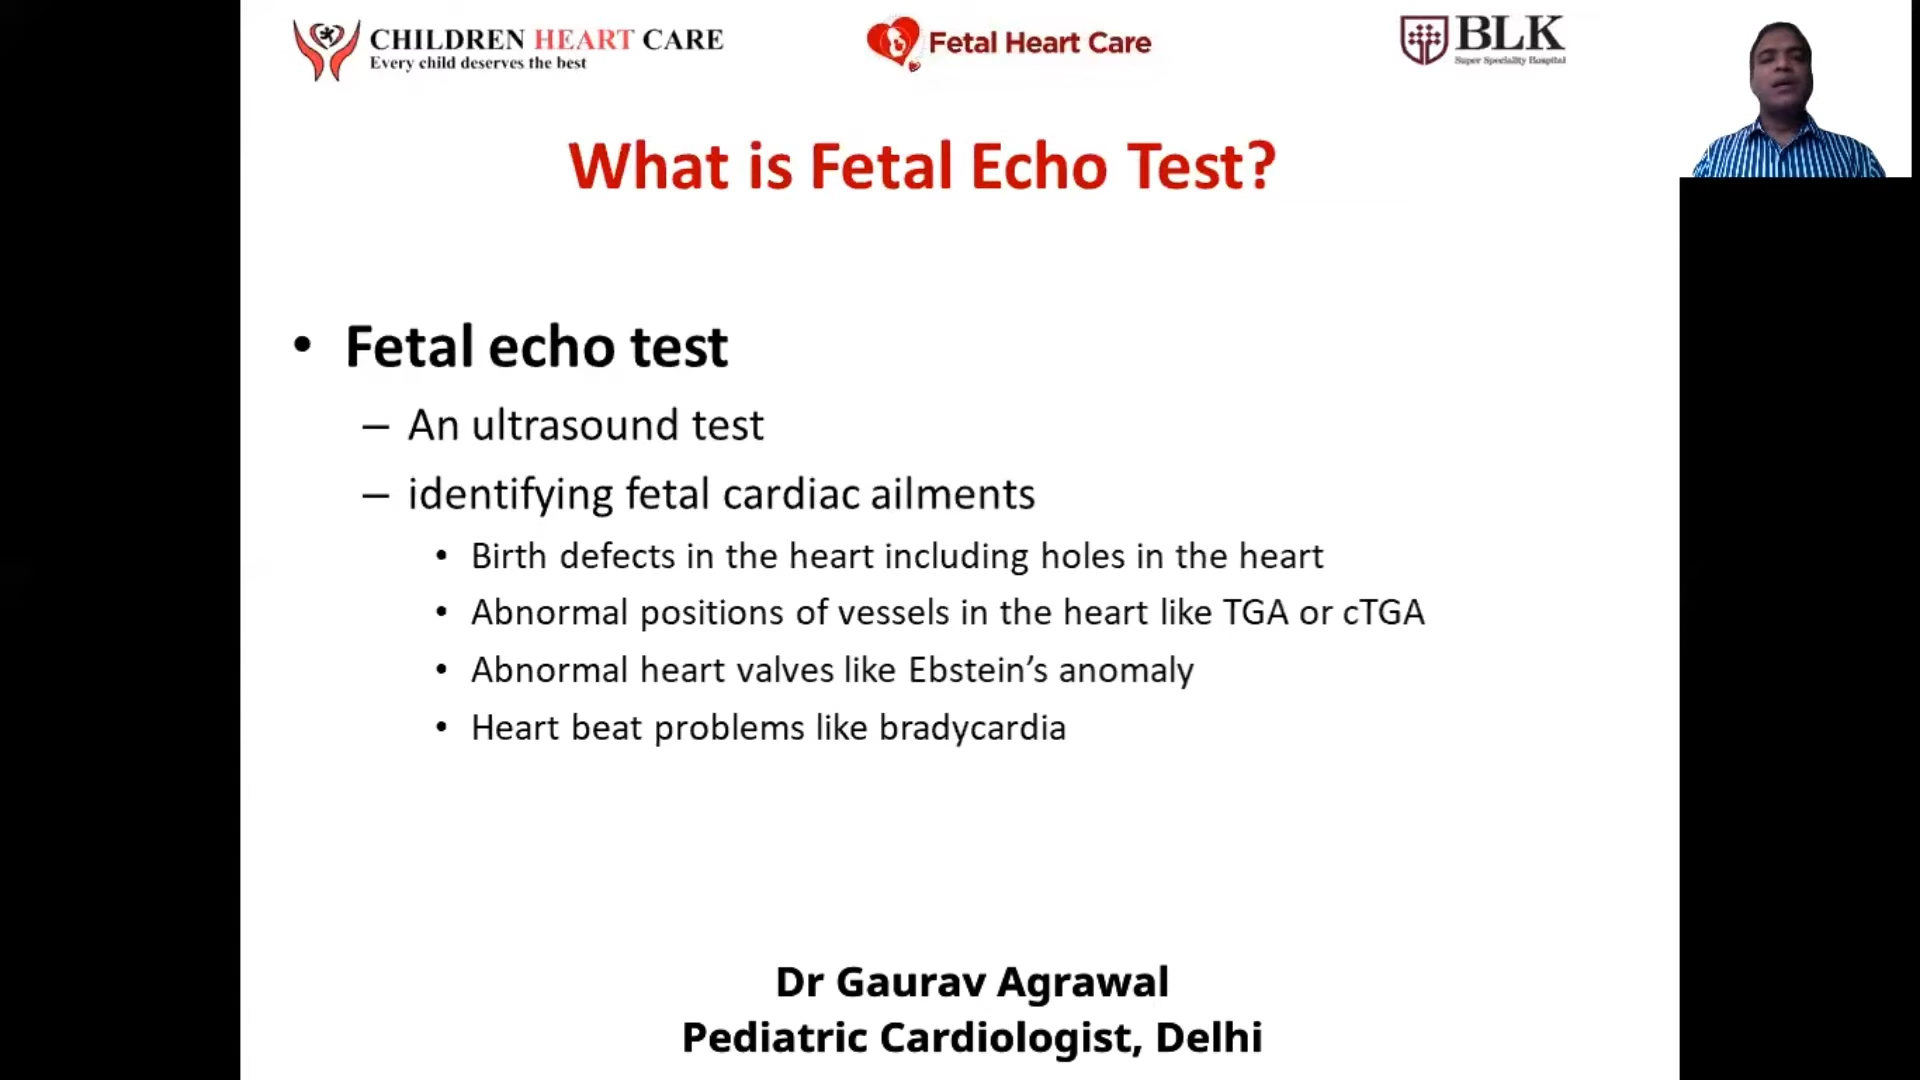 CHILDREN HEART CARE
Every child deserves the best
Fetal Heart Care
BLK
Super Speciality Hospital
What is Fetal Echo Test?
• Fetal echo test
– An ultrasound test
– identifying fetal cardiac ailments
• Birth defects in the heart including holes in the heart
• Abnormal positions of vessels in the heart like TGA or cTGA
• Abnormal heart valves like Ebstein’s anomaly
• Heart beat problems like bradycardia
Dr Gaurav Agrawal
Pediatric Cardiologist, Delhi